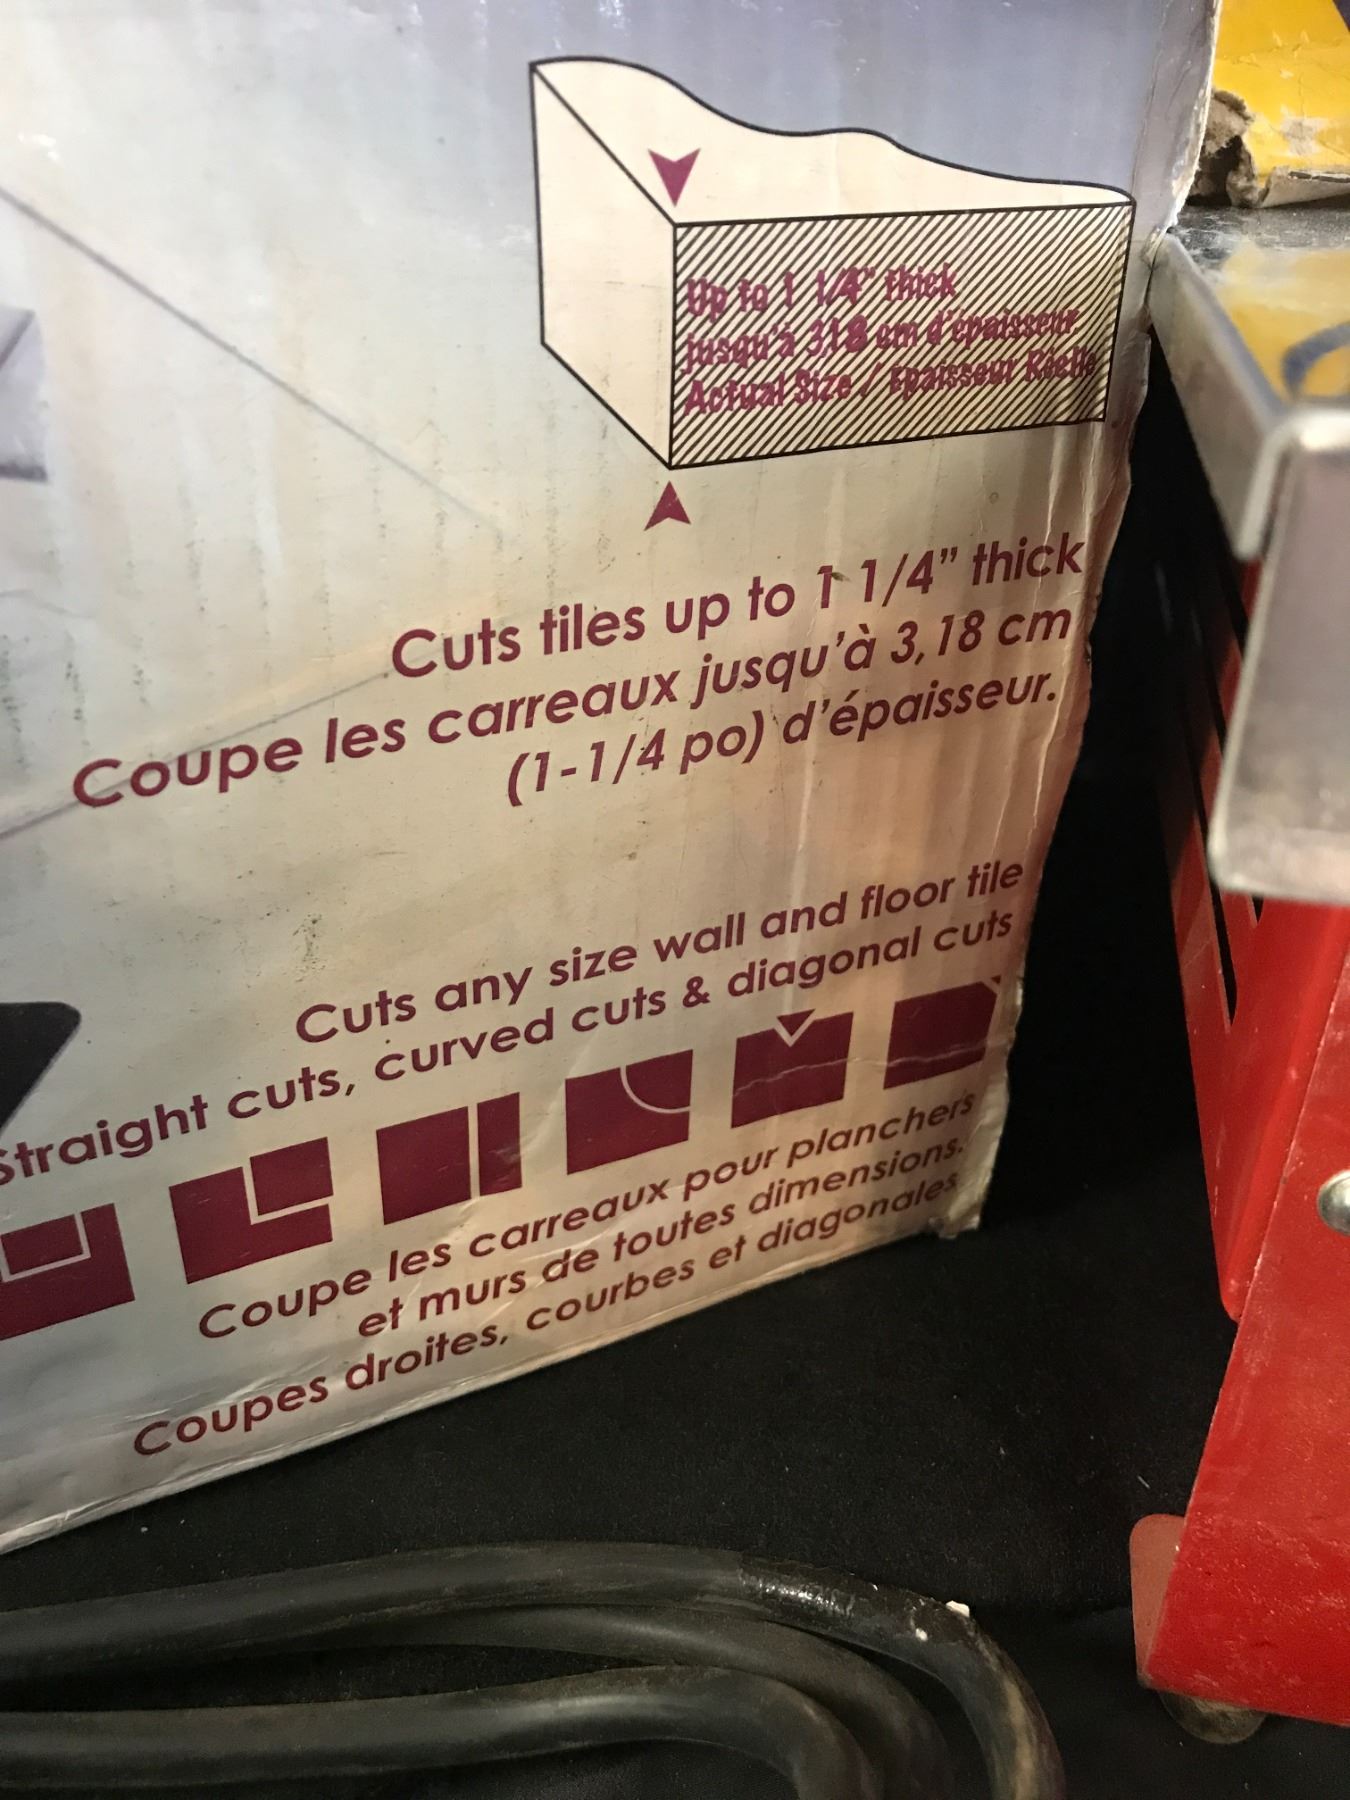 Up to 1 1/4" thick
jusqu'à 3,18 cm d'épaisseur
Actual Size / Epaisseur Réelle
Cuts tiles up to 1 1/4" thick
Coupe les carreaux jusqu'à 3,18 cm
(1-1/4 po) d'épaisseur.
Cuts any size wall and floor tile
Straight cuts, curved cuts & diagonal cuts
Coupe les carreaux pour planchers
et murs de toutes dimensions.
Coupes droites, courbes et diagonales